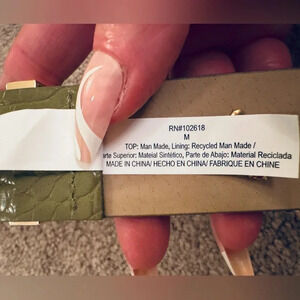 RN#102618
M
TOP: Man Made, Lining: Recycled Man Made /
rte Superior: Mateial Sintético, Parte de Abajo: Material Reciclada
MADE IN CHINA/ HECHO EN CHINA/ FABRIQUE EN CHINE